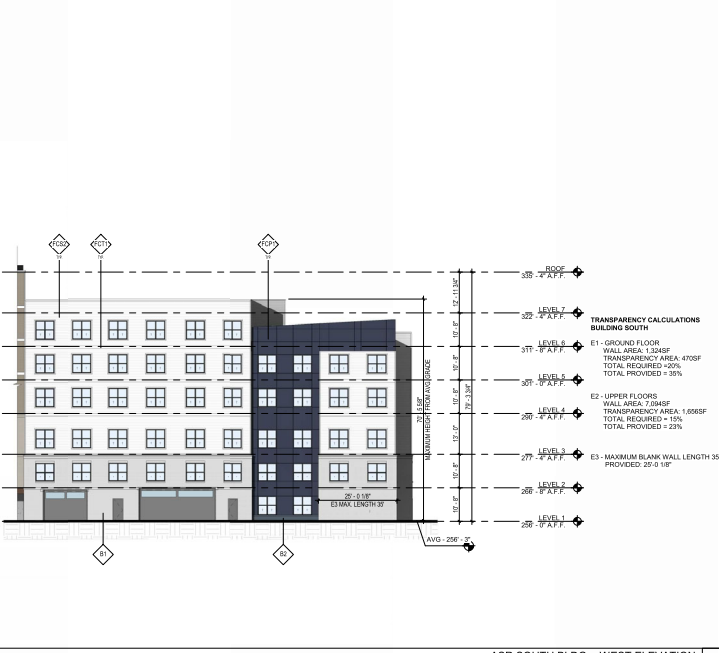 FCS2
FCT1
FCP1
ROOF
335' - 4" A.F.F.
LEVEL 7
322' - 4" A.F.F.
LEVEL 6
311' - 8" A.F.F.
LEVEL 5
301' - 0" A.F.F.
LEVEL 4
290' - 4" A.F.F.
LEVEL 3
277' - 4" A.F.F.
LEVEL 2
266' - 8" A.F.F.
LEVEL 1
256' - 0" A.F.F.
12' - 11 3/4"
10' - 8"
10' - 8"
10' - 8"
13' - 0"
10' - 8"
10' - 8"
79' - 3 3/4"
70' - 5 5/8"
MAXIMUM HEIGHT FROM AVG.GRADE
25' - 0 1/8"
E3 MAX. LENGTH 35'
AVG - 256' - 3"
B1
B2
TRANSPARENCY CALCULATIONS
BUILDING SOUTH
E1 - GROUND FLOOR
WALL AREA: 1,324SF
TRANSPARENCY AREA: 470SF
TOTAL REQUIRED =20%
TOTAL PROVIDED = 35%
E2 - UPPER FLOORS
WALL AREA: 7,094SF
TRANSPARENCY AREA: 1,656SF
TOTAL REQUIRED = 15%
TOTAL PROVIDED = 23%
E3 - MAXIMUM BLANK WALL LENGTH 35
PROVIDED: 25'-0 1/8"